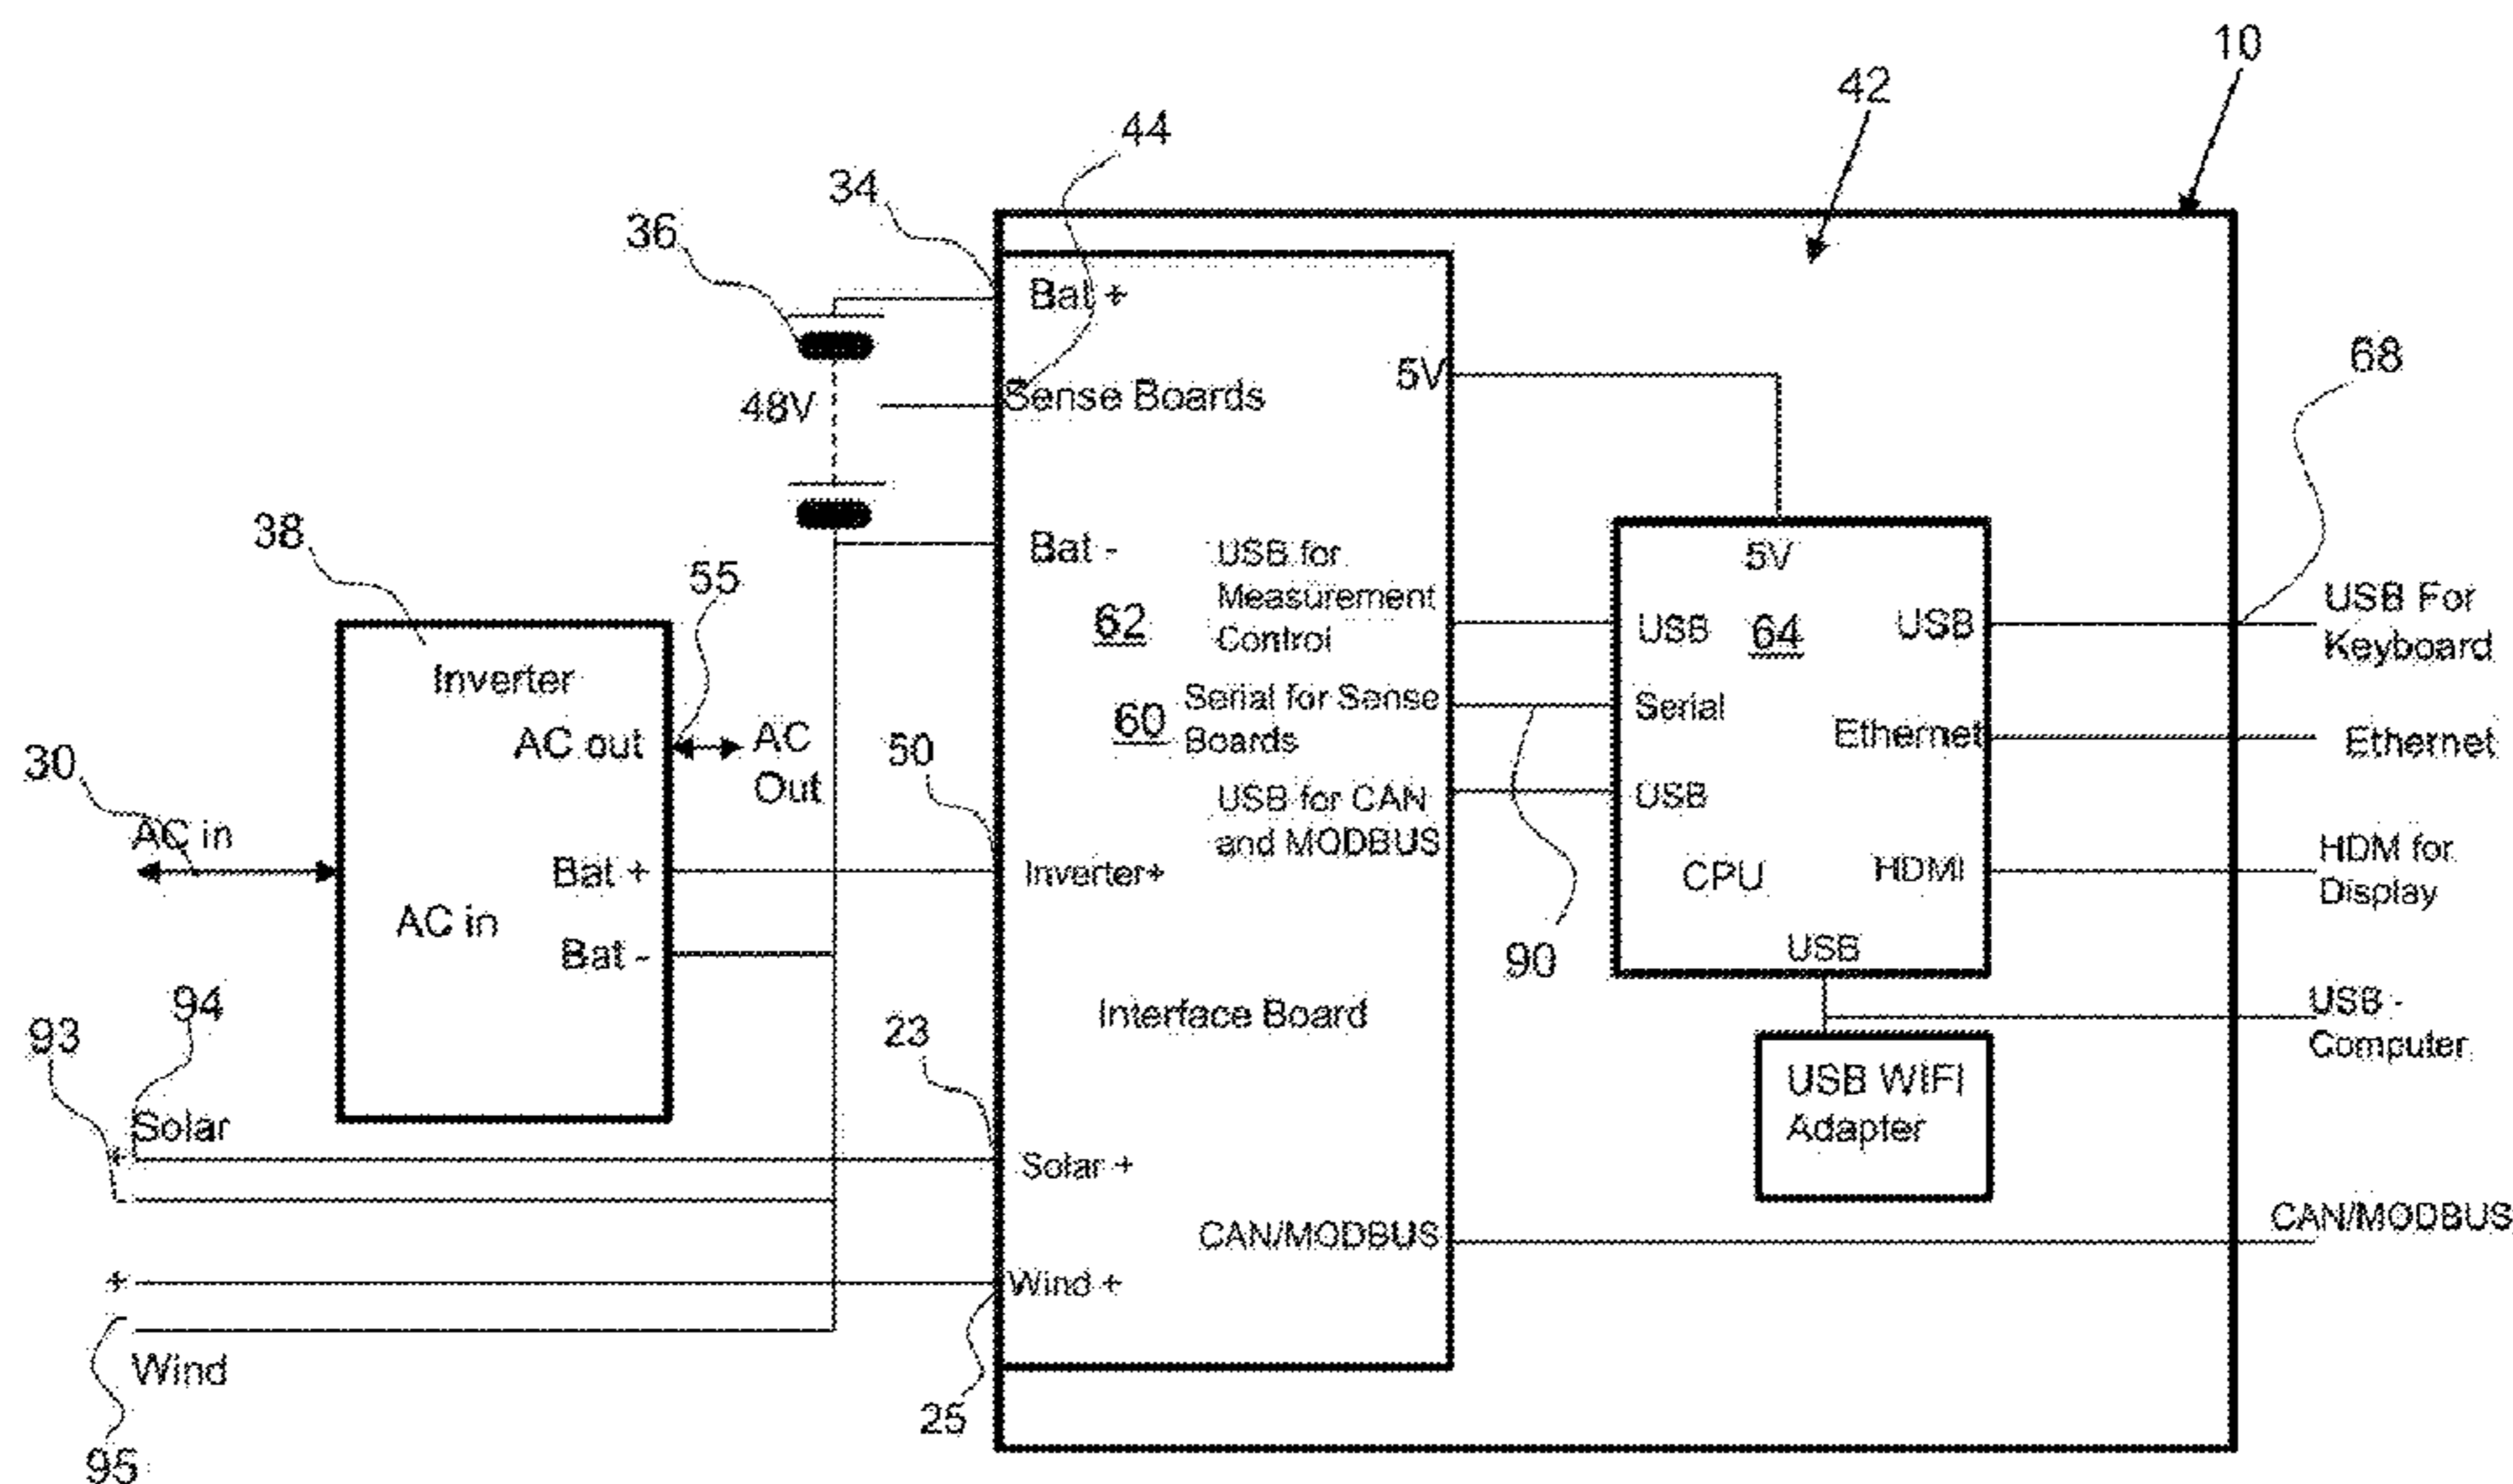 10
42
44
34
36
Bat +
68
5V
48V
Sense Boards
38
55
Bat -
USB for
Measurement
Control
5V
62
USB
64
USB
USB For
Keyboard
Inverter
AC out
AC
Out
30
50
60
Serial for Sense
Boards
Serial
Ethernet
Ethernet
AC in
USB for CAN
and MODBUS
USB
Bat +
Inverter+
CPU
HDMI
HDM for
Display
AC in
Bat -
90
USB
94
93
23
Interface Board
USB -
Computer
USB WIFI
Adapter
Solar
+
-
Solar +
CAN/MODBUS
CAN/MODBUS
+
-
Wind +
Wind
25
95